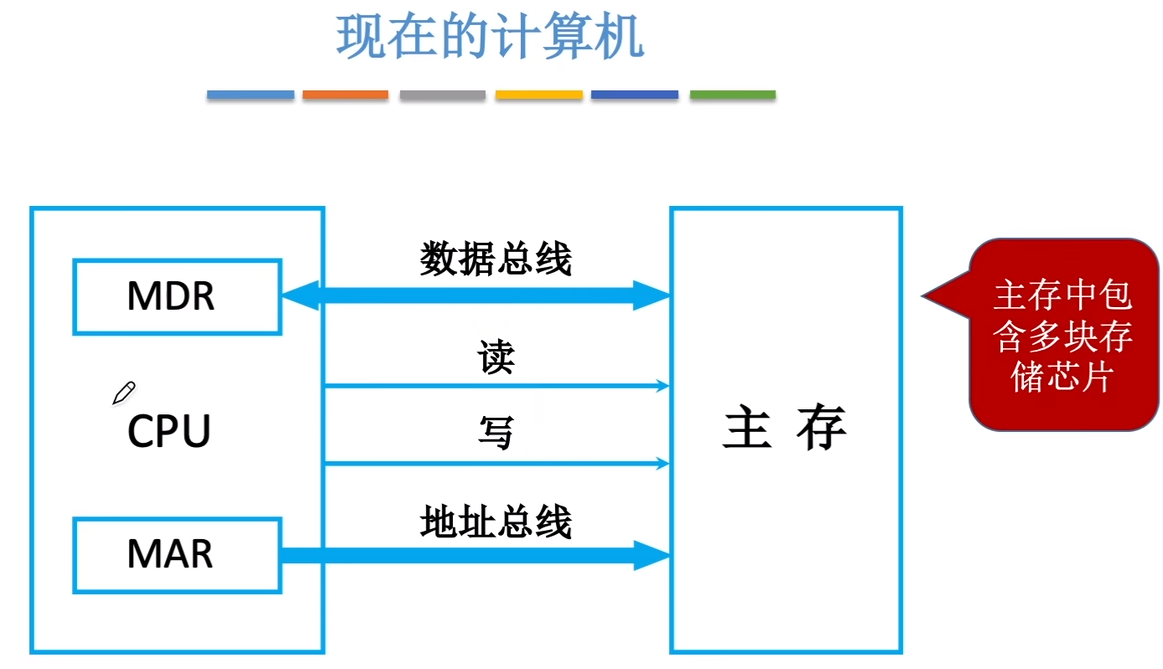 现在的计算机
数据总线
MDR
读
CPU
写
主 存
地址总线
MAR
主存中包
含多块存
储芯片